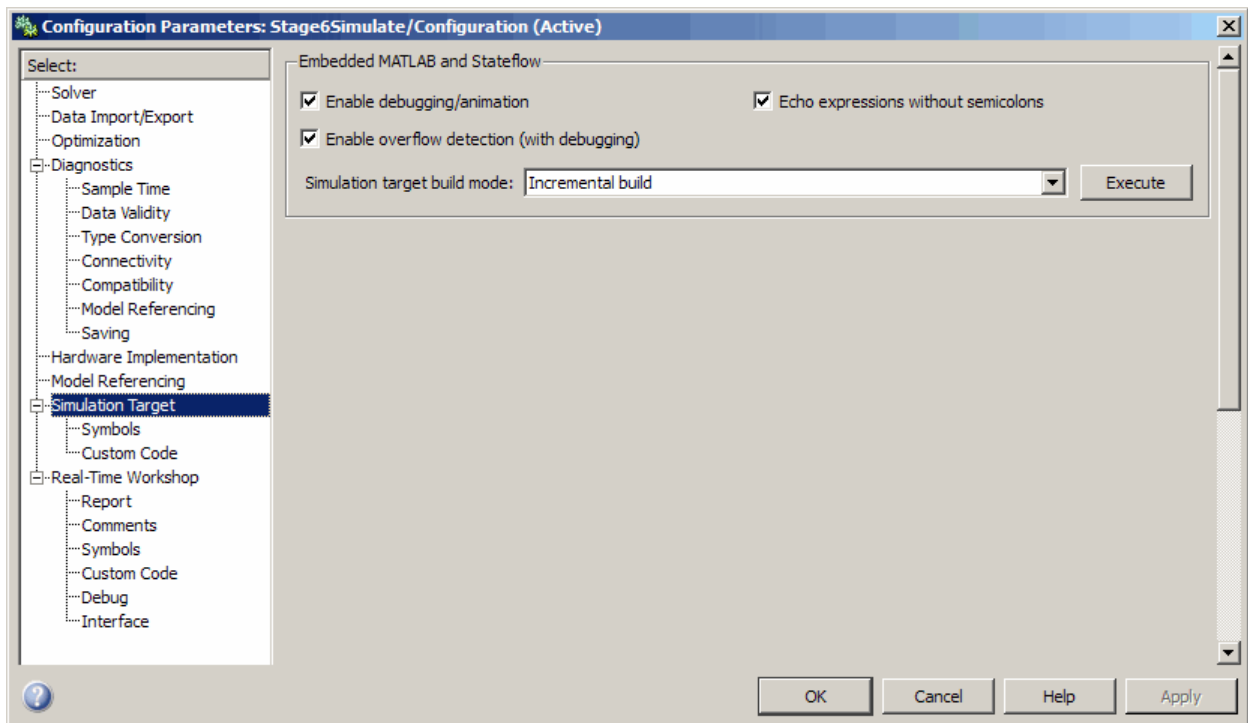 Configuration Parameters: Stage6Simulate/Configuration (Active)
Select:
Solver
Data Import/Export
Optimization
Diagnostics
Sample Time
Data Validity
Type Conversion
Connectivity
Compatibility
Model Referencing
Saving
Hardware Implementation
Model Referencing
Simulation Target
Symbols
Custom Code
Real-Time Workshop
Report
Comments
Symbols
Custom Code
Debug
Interface
Embedded MATLAB and Stateflow
Enable debugging/animation
Echo expressions without semicolons
Enable overflow detection (with debugging)
Simulation target build mode: Incremental build Execute
OK Cancel Help Apply